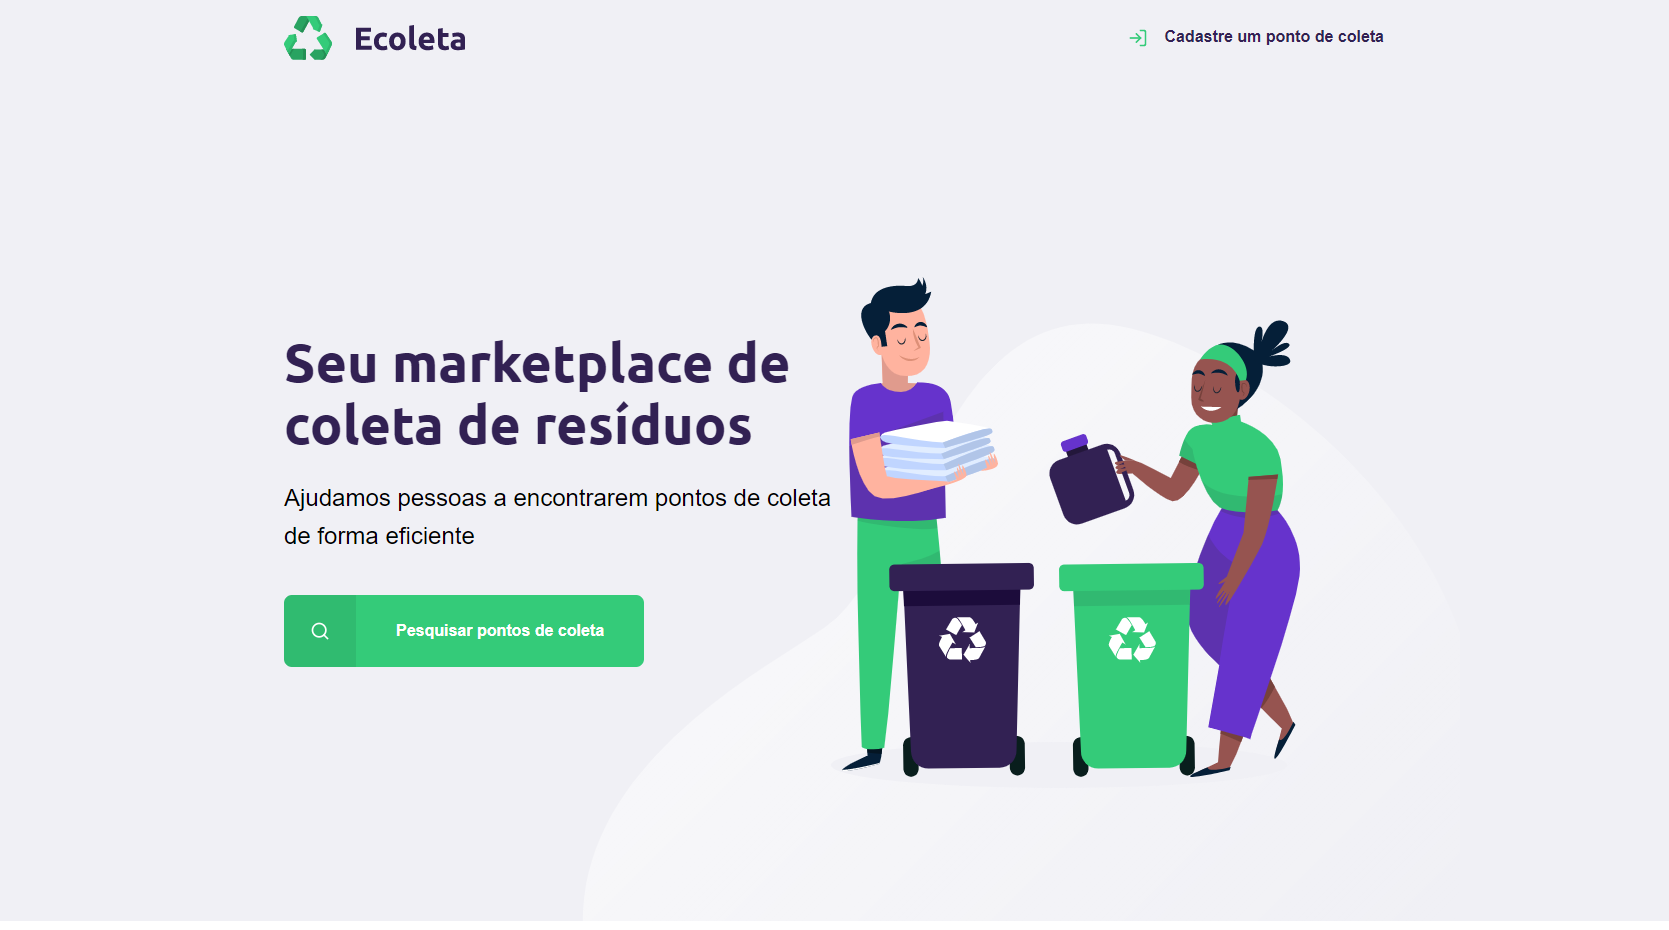 Ecoleta
Cadastre um ponto de coleta
Seu marketplace de
coleta de resíduos
Ajudamos pessoas a encontrarem pontos de coleta
de forma eficiente
Pesquisar pontos de coleta